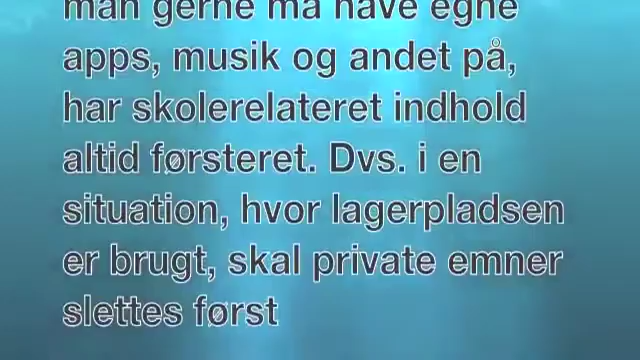 man gerne må have egne
apps, musik og andet på,
har skolerelateret indhold
altid førsteret. Dvs. i en
situation, hvor lagerpladsen
er brugt, skal private emner
slettes først